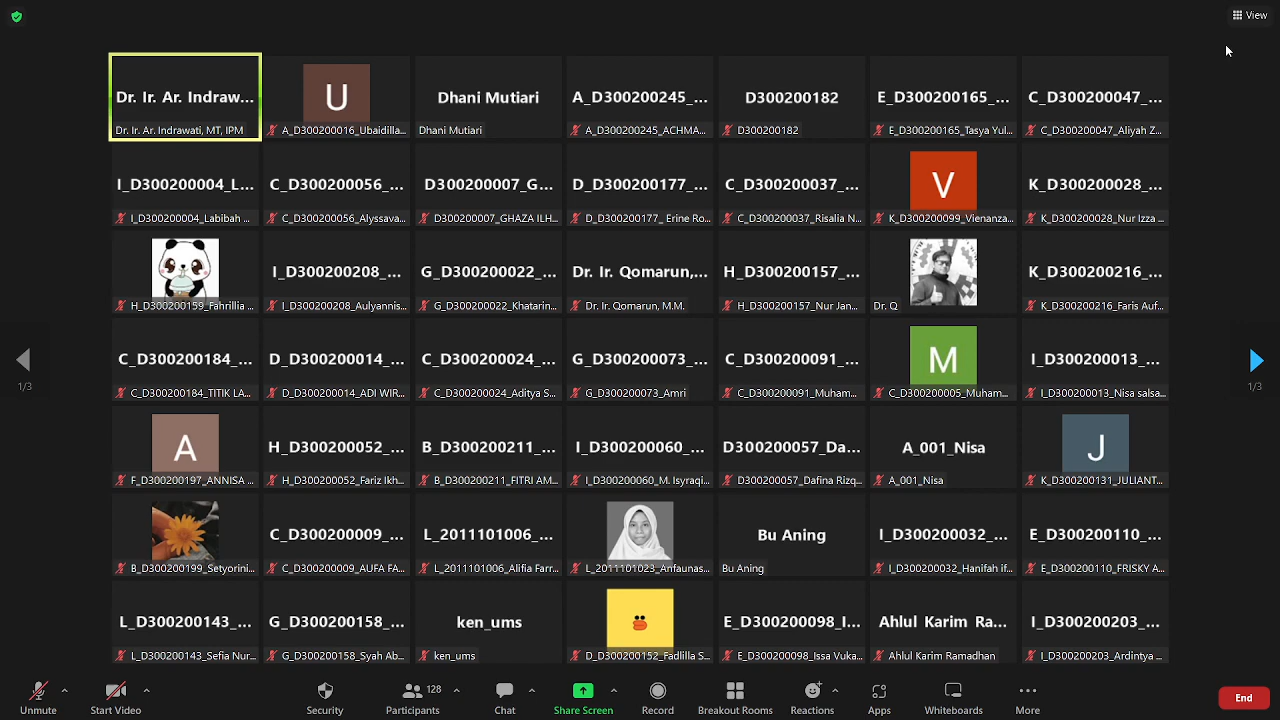 View
Dr. Ir. Ar. Indraw...
Dr. Ir. Ar. Indrawati, MT, IPM
U
A_D300200016_Ubaidilla...
Dhani Mutiari
Dhani Mutiari
A_D300200245_...
A_D300200245_ACHMA...
D300200182
D300200182
E_D300200165_...
E_D300200165_Tasya Yul...
C_D300200047_...
C_D300200047_Aliyah Z...
I_D300200004_L...
I_D300200004_Labibah ...
C_D300200056_...
C_D300200056_Alyssava...
D300200007_G...
D300200007_GHAZA ILH...
D_D300200177_...
D_D300200177_ Erine Ro...
C_D300200037_...
C_D300200037_Risalia N...
V
K_D300200099_Vienanza...
K_D300200028_...
K_D300200028_Nur Izza ...
H_D300200159_Fahrillia ...
I_D300200208_...
I_D300200208_Aulyannis...
G_D300200022_...
G_D300200022_Khatarin...
Dr. Ir. Qomarun,...
Dr. Ir. Qomarun, M.M.
H_D300200157_...
H_D300200157_Nur Jan...
Dr. Q
K_D300200216_...
K_D300200216_Faris Auf...
1/3
C_D300200184_...
C_D300200184_TITIK LA...
D_D300200014_...
D_D300200014_ADI WIR...
C_D300200024_...
C_D300200024_Aditya S...
G_D300200073_...
G_D300200073_Amri
C_D300200091_...
C_D300200091_Muham...
M
C_D300200005_Muham...
I_D300200013_...
I_D300200013_Nisa salsa...
1/3
A
F_D300200197_ANNISA ...
H_D300200052_...
H_D300200052_Fariz Ikh...
B_D300200211_...
B_D300200211_FITRI AM...
I_D300200060_...
I_D300200060_M. Isyraqi...
D300200057_Da...
D300200057_Dafina Rizq...
A_001_Nisa
A_001_Nisa
J
K_D300200131_JULIANT...
B_D300200199_Setyorini...
C_D300200009_...
C_D300200009_AUFA FA...
L_2011101006_...
L_2011101006_Alifia Farr...
L_2011101023_Anfaunas...
Bu Aning
Bu Aning
I_D300200032_...
I_D300200032_Hanifah if...
E_D300200110_...
E_D300200110_FRISKY A...
L_D300200143_...
L_D300200143_Sefia Nur...
G_D300200158_...
G_D300200158_Syah Ab...
ken_ums
ken_ums
D_D300200152_Fadlilla S...
E_D300200098_I...
E_D300200098_Issa Vuka...
Ahlul Karim Ra...
Ahlul Karim Ramadhan
I_D300200203_...
I_D300200203_Ardintya ...
Unmute
Start Video
Security
128
Participants
Chat
Share Screen
Record
Breakout Rooms
Reactions
Apps
Whiteboards
More
End